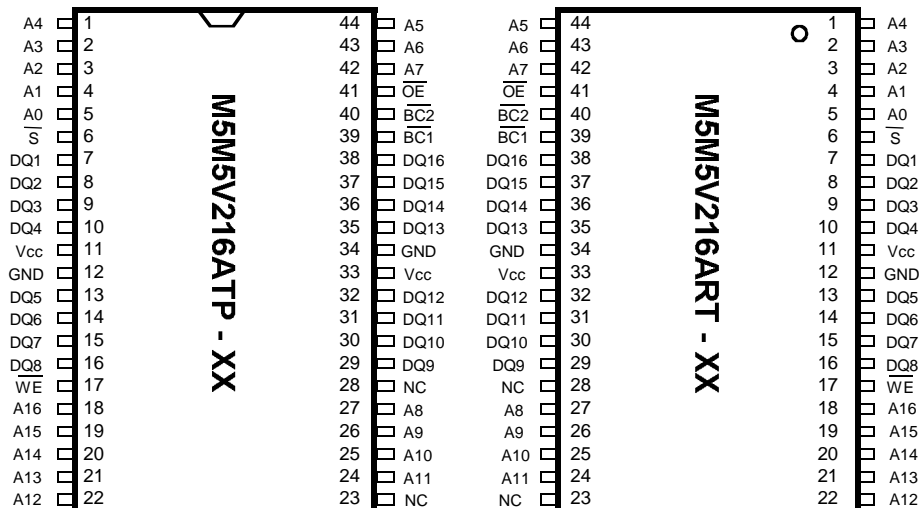 A4 1 44 A5 A5 44 1 A4
A3 2 43 A6 A6 43 2 A3
A2 3 42 A7 A7 42 3 A2
A1 4 41 OE OE 41 4 A1
A0 5 40 BC2 BC2 40 5 A0
S 6 39 BC1 BC1 39 6 S
DQ1 7 38 DQ16 DQ16 38 7 DQ1
DQ2 8 37 DQ15 DQ15 37 8 DQ2
DQ3 9 36 DQ14 DQ14 36 9 DQ3
DQ4 10 35 DQ13 DQ13 35 10 DQ4
Vcc 11 34 GND GND 34 11 Vcc
GND 12 33 Vcc Vcc 33 12 GND
DQ5 13 32 DQ12 DQ12 32 13 DQ5
DQ6 14 31 DQ11 DQ11 31 14 DQ6
DQ7 15 30 DQ10 DQ10 30 15 DQ7
DQ8 16 29 DQ9 DQ9 29 16 DQ8
WE 17 28 NC NC 28 17 WE
A16 18 27 A8 A8 27 18 A16
A15 19 26 A9 A9 26 19 A15
A14 20 25 A10 A10 25 20 A14
A13 21 24 A11 A11 24 21 A13
A12 22 23 NC NC 23 22 A12
M5M5V216ATP - XX
M5M5V216ART - XX